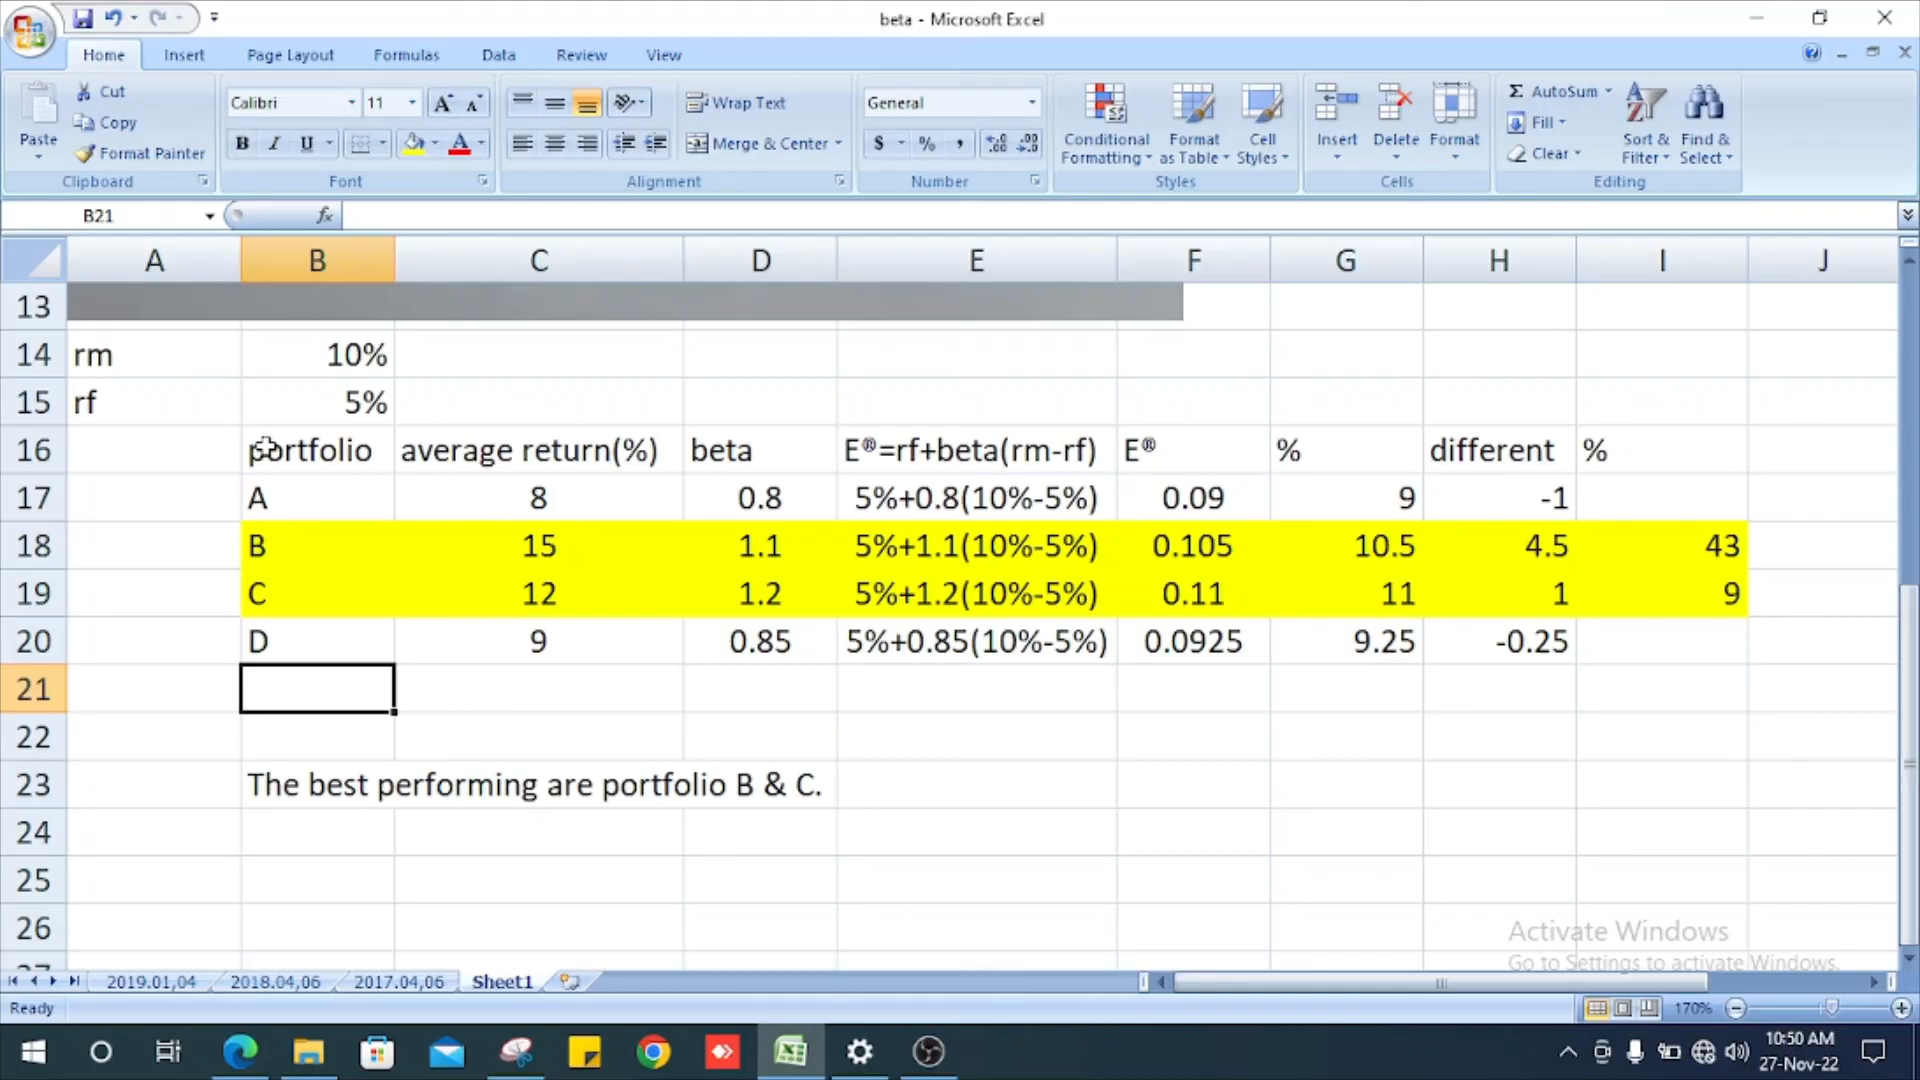 beta - Microsoft Excel
Home Insert Page Layout Formulas Data Review View
Paste
Cut
Copy
Format Painter
Clipboard
Calibri 11
B I U
Font
Wrap Text
Merge & Center
Alignment
General
$ % ,
Number
Conditional Formatting
Format as Table
Cell Styles
Styles
Insert Delete Format
Cells
Σ AutoSum
Fill
Clear
Sort & Filter
Find & Select
Editing
B21 fx
A B C D E F G H I J
13
14 rm 10%
15 rf 5%
16 portfolio average return(%) beta E®=rf+beta(rm-rf) E® % different %
17 A 8 0.8 5%+0.8(10%-5%) 0.09 9 -1
18 B 15 1.1 5%+1.1(10%-5%) 0.105 10.5 4.5 43
19 C 12 1.2 5%+1.2(10%-5%) 0.11 11 1 9
20 D 9 0.85 5%+0.85(10%-5%) 0.0925 9.25 -0.25
21
22
23 The best performing are portfolio B & C.
24
25
26
27
Activate Windows
Go to Settings to activate Windows.
2019.01,04 2018.04,06 2017.04,06 Sheet1
Ready 170%
10:50 AM
27-Nov-22